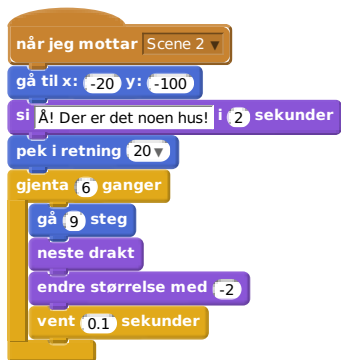 når jeg mottar Scene 2 ▼
gå til x: -20 y: -100
si Å! Der er det noen hus! i 2 sekunder
pek i retning 20▼
gjenta 6 ganger
gå 9 steg
neste drakt
endre størrelse med -2
vent 0.1 sekunder